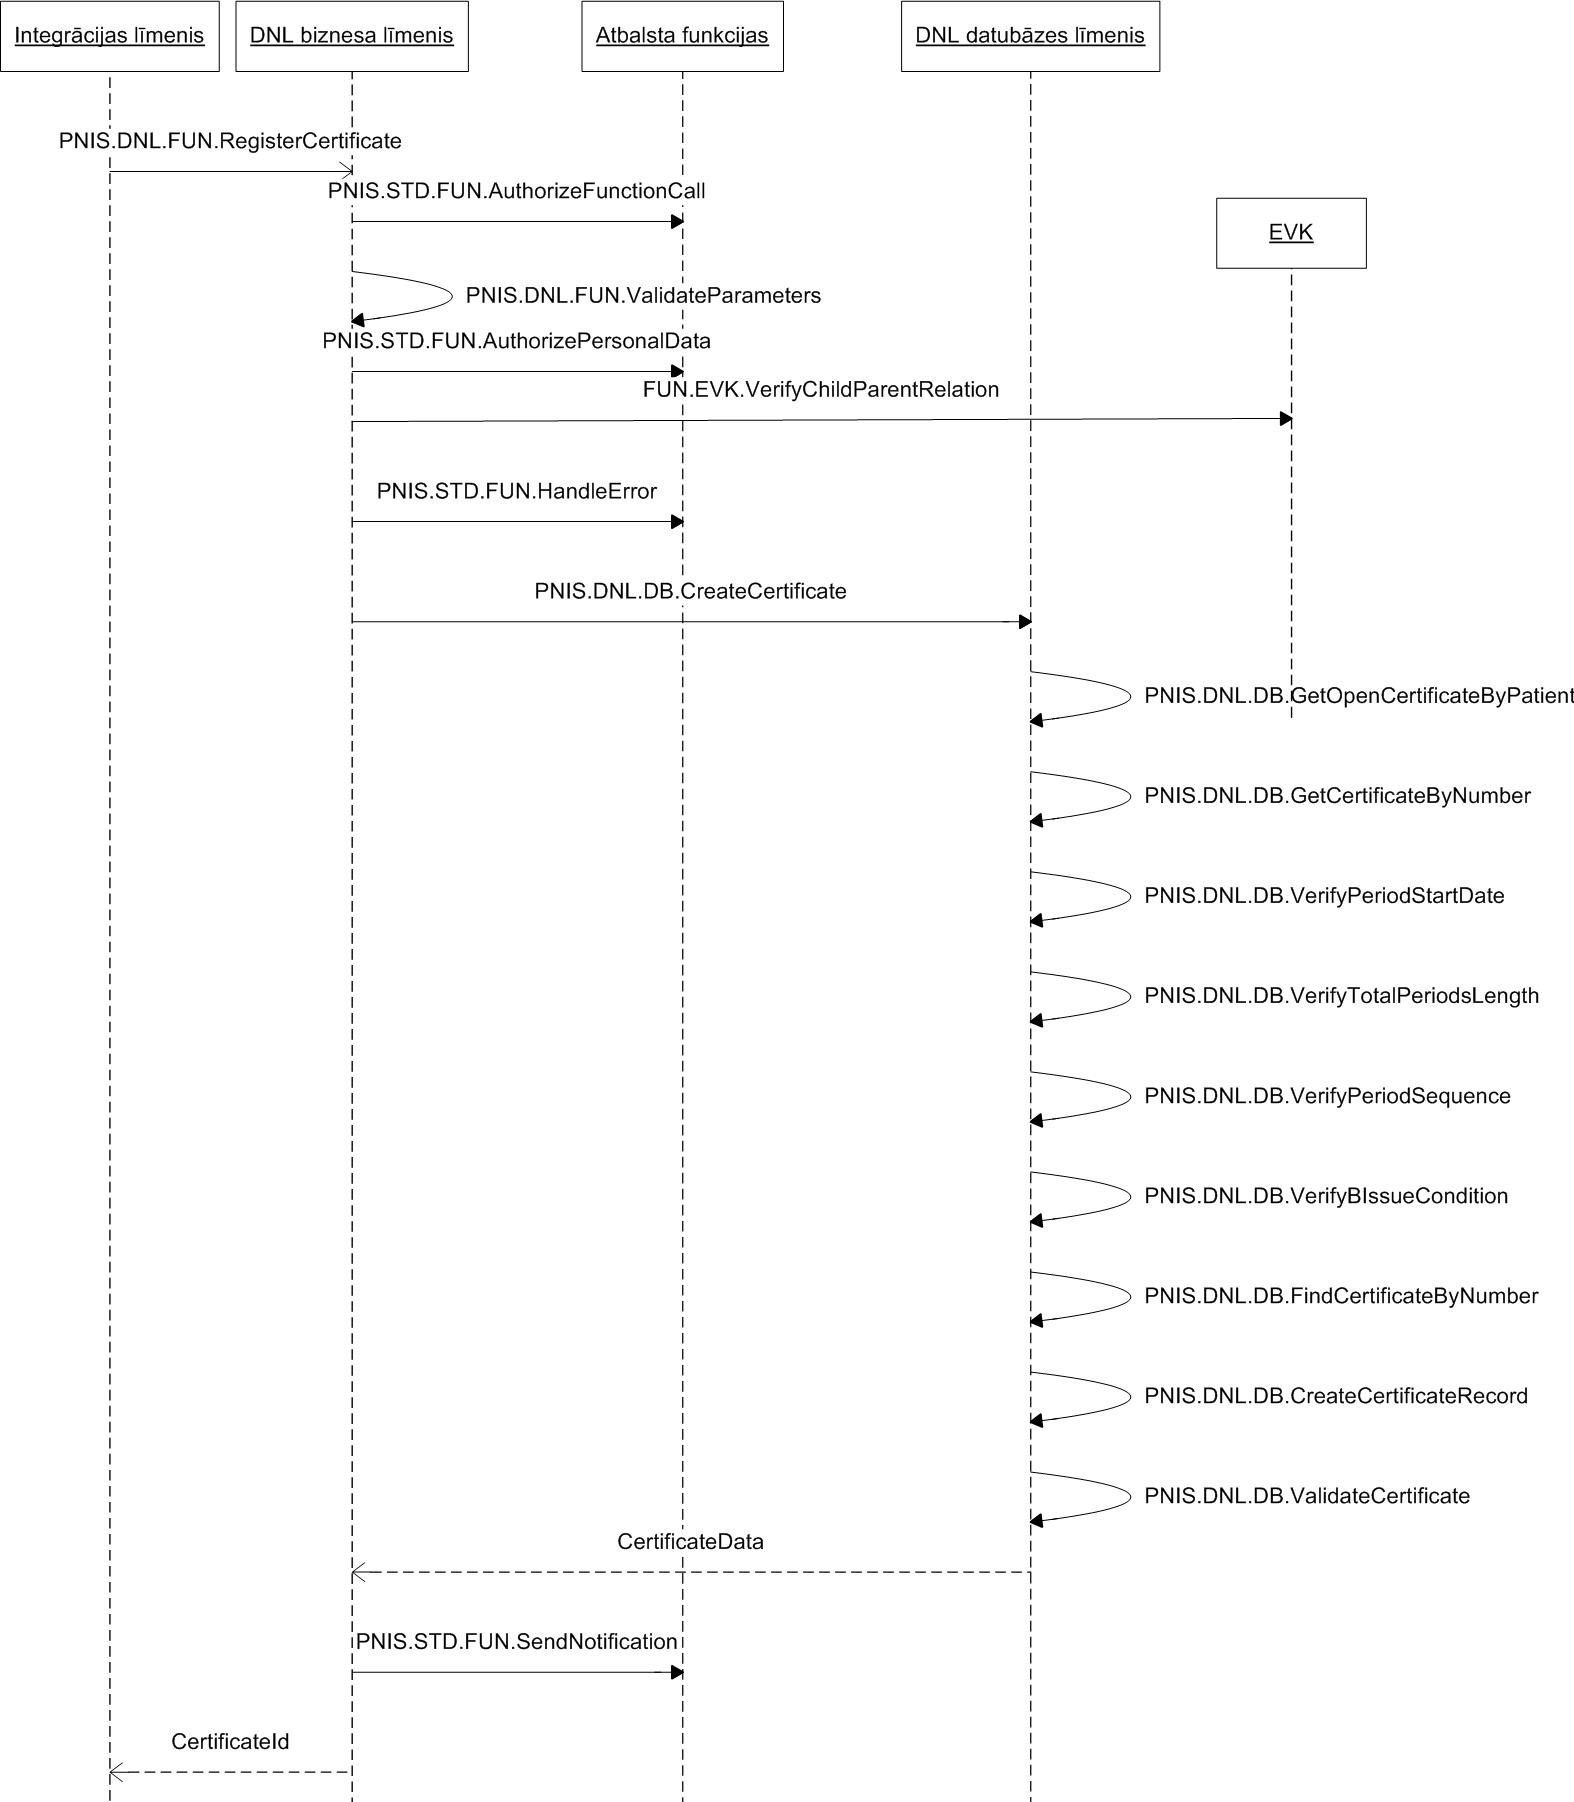 Integrācijas līmenis
DNL biznesa līmenis
Atbalsta funkcijas
DNL datubāzes līmenis
PNIS.DNL.FUN.RegisterCertificate
PNIS.STD.FUN.AuthorizeFunctionCall
EVK
PNIS.DNL.FUN.ValidateParameters
PNIS.STD.FUN.AuthorizePersonalData
FUN.EVK.VerifyChildParentRelation
PNIS.STD.FUN.HandleError
PNIS.DNL.DB.CreateCertificate
PNIS.DNL.DB.GetOpenCertificateByPatient
PNIS.DNL.DB.GetCertificateByNumber
PNIS.DNL.DB.VerifyPeriodStartDate
PNIS.DNL.DB.VerifyTotalPeriodsLength
PNIS.DNL.DB.VerifyPeriodSequence
PNIS.DNL.DB.VerifyBIssueCondition
PNIS.DNL.DB.FindCertificateByNumber
PNIS.DNL.DB.CreateCertificateRecord
PNIS.DNL.DB.ValidateCertificate
CertificateData
PNIS.STD.FUN.SendNotification
CertificateId